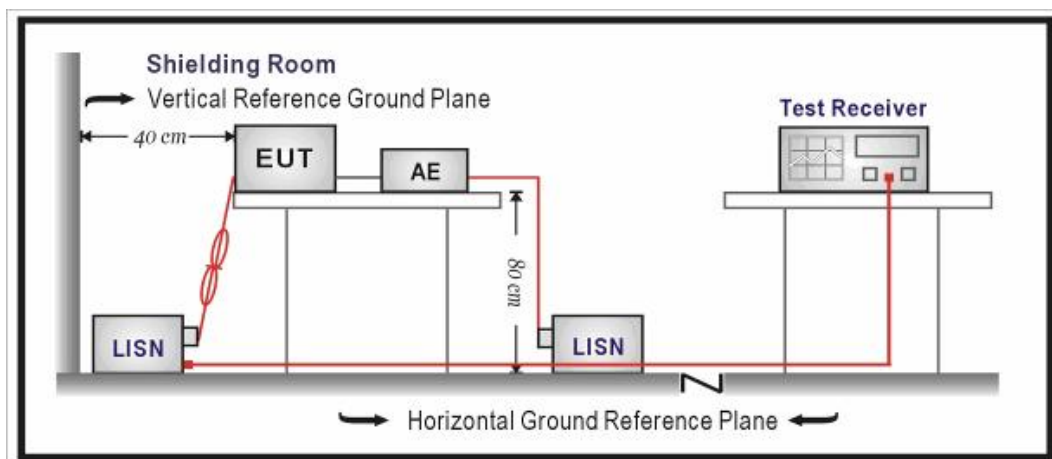 Shielding Room
Vertical Reference Ground Plane
Test Receiver
40 cm
EUT
AE
80 cm
LISN
LISN
Horizontal Ground Reference Plane